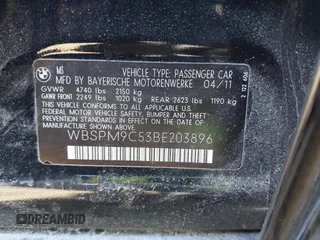 VEHICLE TYPE: PASSENGER CAR
MFG BY BAYERISCHE MOTORENWERKE 04/11
GVWR 4740 LBS 2150 kg
GAWR FRONT 2249 LBS 1020 kg REAR 2623 LBS 1190 kg
THIS VEHICLE CONFORMS TO ALL APPLICABLE
FEDERAL MOTOR VEHICLE SAFETY,
BUMPER AND THEFT PREVENTION STANDARDS
IN EFFECT ON THE DATE OF
MANUFACTURE SHOWN ABOVE.
WBSPM9C53BE203896
DREAMBID